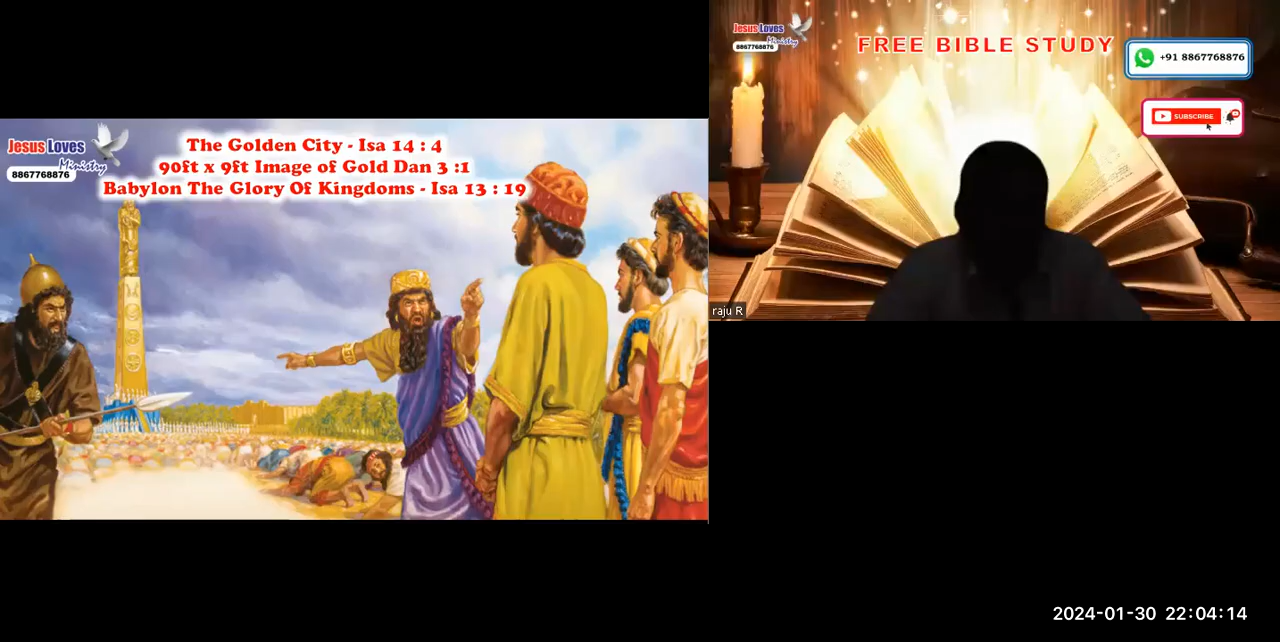 Jesus Loves
Ministry
8867768876
The Golden City - Isa 14 : 4
90ft x 9ft Image of Gold Dan 3 :1
Babylon The Glory Of Kingdoms - Isa 13 : 19
Jesus Loves
Ministry
8867768876
FREE BIBLE STUDY
+91 8867768876
SUBSCRIBE
raju R
2024-01-30 22:04:14